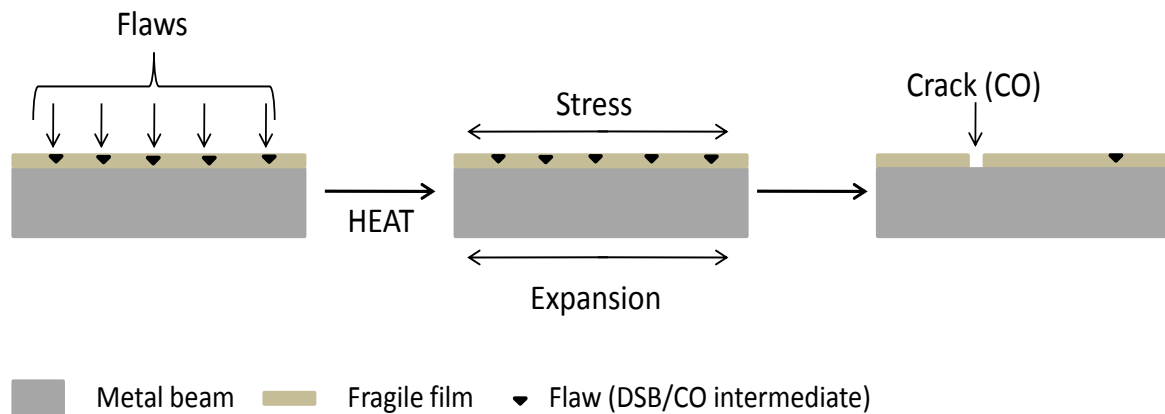 Flaws
Stress
Crack (CO)
HEAT
Expansion
Metal beam
Fragile film
Flaw (DSB/CO intermediate)